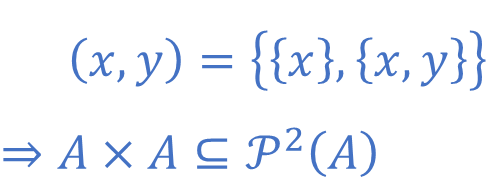 (x, y) = {{x}, {x, y}}
⇒ A × A ⊆ 𝒫²(A)